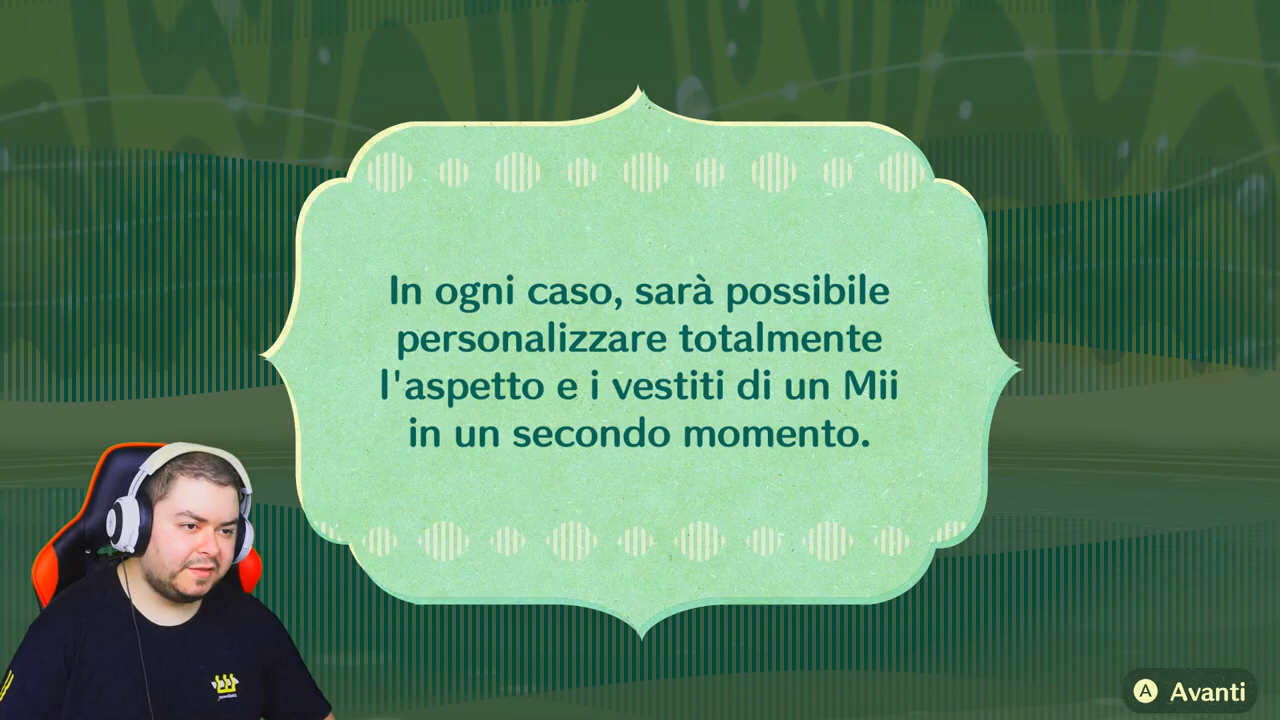 In ogni caso, sarà possibile
personalizzare totalmente
l'aspetto e i vestiti di un Mii
in un secondo momento.
A Avanti